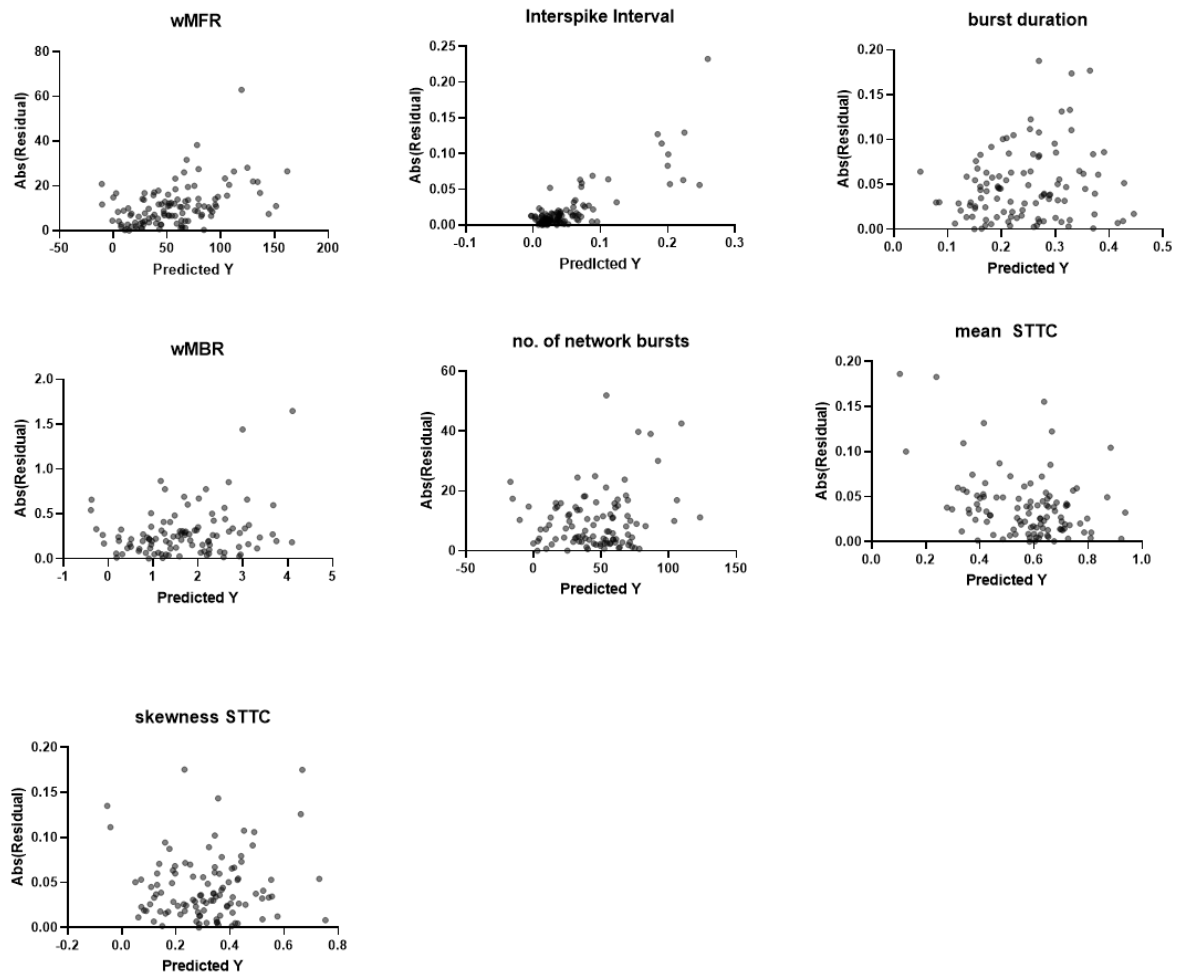 wMFR
Abs(Residual)
80
60
40
20
0
-50 0 50 100 150 200
Predicted Y
Interspike Interval
Abs(Residual)
0.25
0.20
0.15
0.10
0.05
0.00
-0.1 0.0 0.1 0.2 0.3
Predicted Y
burst duration
Abs(Residual)
0.20
0.15
0.10
0.05
0.00
0.0 0.1 0.2 0.3 0.4 0.5
Predicted Y
wMBR
Abs(Residual)
2.0
1.5
1.0
0.5
0.0
-1 0 1 2 3 4 5
Predicted Y
no. of network bursts
Abs(Residual)
60
40
20
0
-50 0 50 100 150
Predicted Y
mean STTC
Abs(Residual)
0.20
0.15
0.10
0.05
0.00
0.0 0.2 0.4 0.6 0.8 1.0
Predicted Y
skewness STTC
Abs(Residual)
0.20
0.15
0.10
0.05
0.00
-0.2 0.0 0.2 0.4 0.6 0.8
Predicted Y